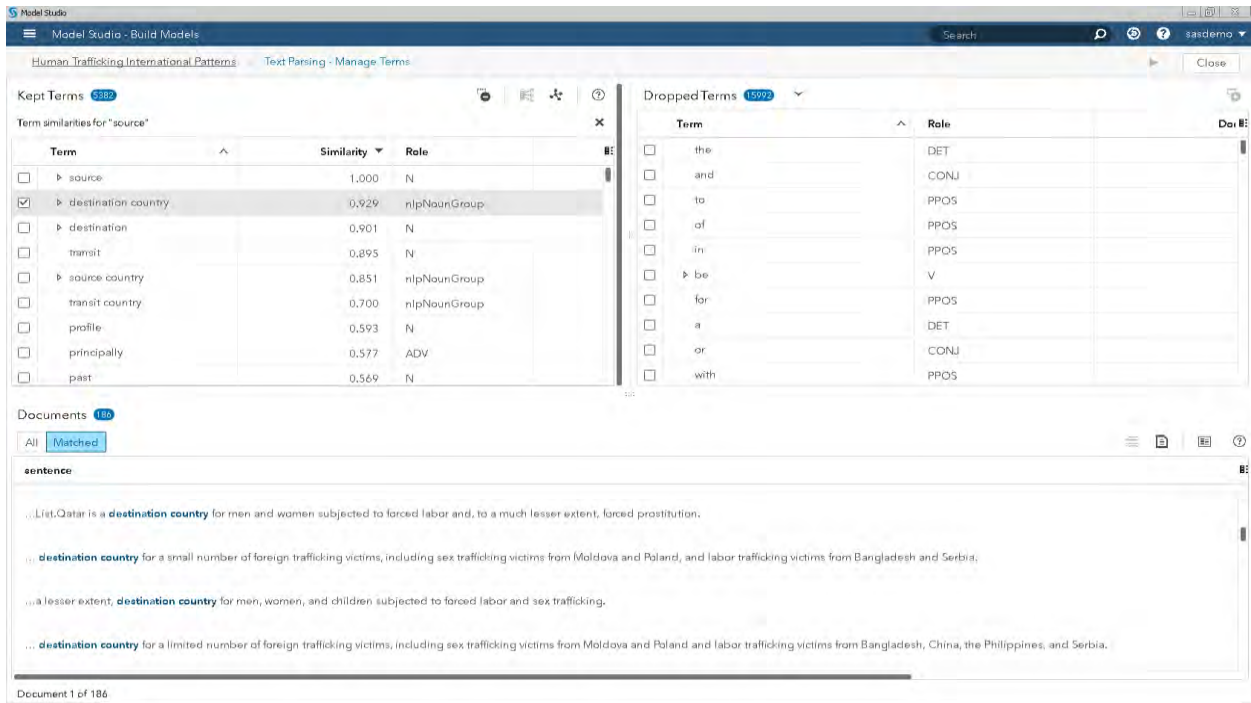 Model Studio
Model Studio - Build Models Search sasdemo
Human Trafficking International Patterns Text Parsing - Manage Terms Close
Kept Terms 5382
Term similarities for "source"
Term Similarity Role
source 1.000 N
destination country 0.929 nlpNounGroup
destination 0.901 N
transit 0.895 N
source country 0.851 nlpNounGroup
transit country 0.700 nlpNounGroup
profile 0.593 N
principally 0.577 ADV
past 0.569 N
Dropped Terms 15992
Term Role
the DET
and CONJ
to PPOS
of PPOS
in PPOS
be V
for PPOS
a DET
or CONJ
with PPOS
Documents 186
All Matched
sentence
...List.Qatar is a destination country for men and women subjected to forced labor and, to a much lesser extent, forced prostitution.
... destination country for a small number of foreign trafficking victims, including sex trafficking victims from Moldova and Poland, and labor trafficking victims from Bangladesh and Serbia.
...a lesser extent, destination country for men, women, and children subjected to forced labor and sex trafficking.
... destination country for a limited number of foreign trafficking victims, including sex trafficking victims from Moldova and Poland and labor trafficking victims from Bangladesh, China, the Philippines, and Serbia.
Document 1 of 186